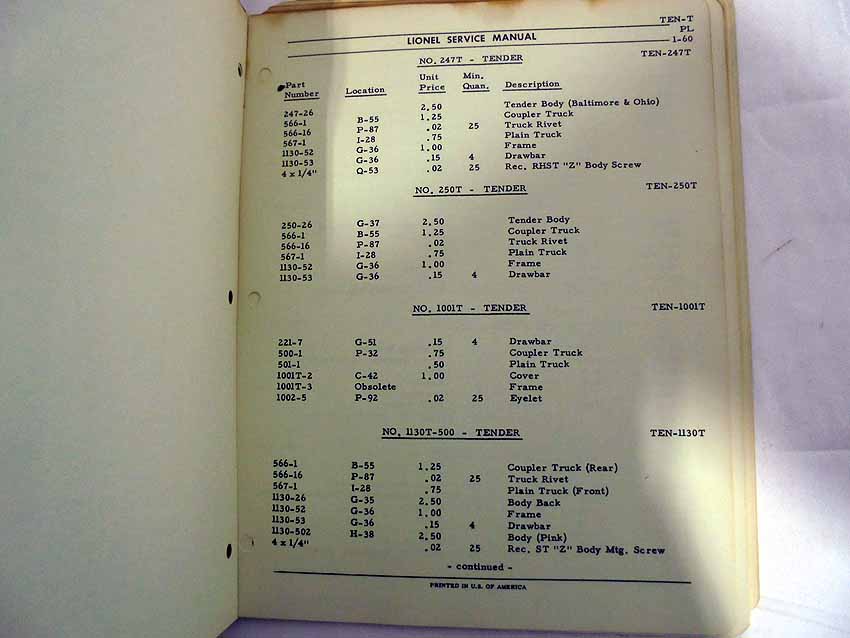 TEN-T
PL
LIONEL SERVICE MANUAL 1-60
NO. 247T - TENDER TEN-247T
Part Number Location Unit Price Min. Quan. Description
247-26 2.50 Tender Body (Baltimore & Ohio)
566-1 B-55 1.25 Coupler Truck
566-16 P-87 .02 25 Truck Rivet
567-1 I-28 .75 Plain Truck
1130-52 G-36 1.00 Frame
1130-53 G-36 .15 4 Drawbar
4 x 1/4" Q-53 .02 25 Rec. RHST "Z" Body Screw
NO. 250T - TENDER TEN-250T
250-26 G-37 2.50 Tender Body
566-1 B-55 1.25 Coupler Truck
566-16 P-87 .02 Truck Rivet
567-1 I-28 .75 Plain Truck
1130-52 G-36 1.00 Frame
1130-53 G-36 .15 4 Drawbar
NO. 1001T - TENDER TEN-1001T
221-7 G-51 .15 4 Drawbar
500-1 P-32 .75 Coupler Truck
501-1 .50 Plain Truck
1001T-2 C-42 1.00 Cover
1001T-3 Obsolete Frame
1002-5 P-92 .02 25 Eyelet
NO. 1130T-500 - TENDER TEN-1130T
566-1 B-55 1.25 Coupler Truck (Rear)
566-16 P-87 .02 25 Truck Rivet
567-1 I-28 .75 Plain Truck (Front)
1130-26 G-35 2.50 Body Back
1130-52 G-36 1.00 Frame
1130-53 G-36 .15 4 Drawbar
1130-502 H-38 2.50 Body (Pink)
4 x 1/4" .02 25 Rec. ST "Z" Body Mtg. Screw
- continued -
PRINTED IN U.S. OF AMERICA